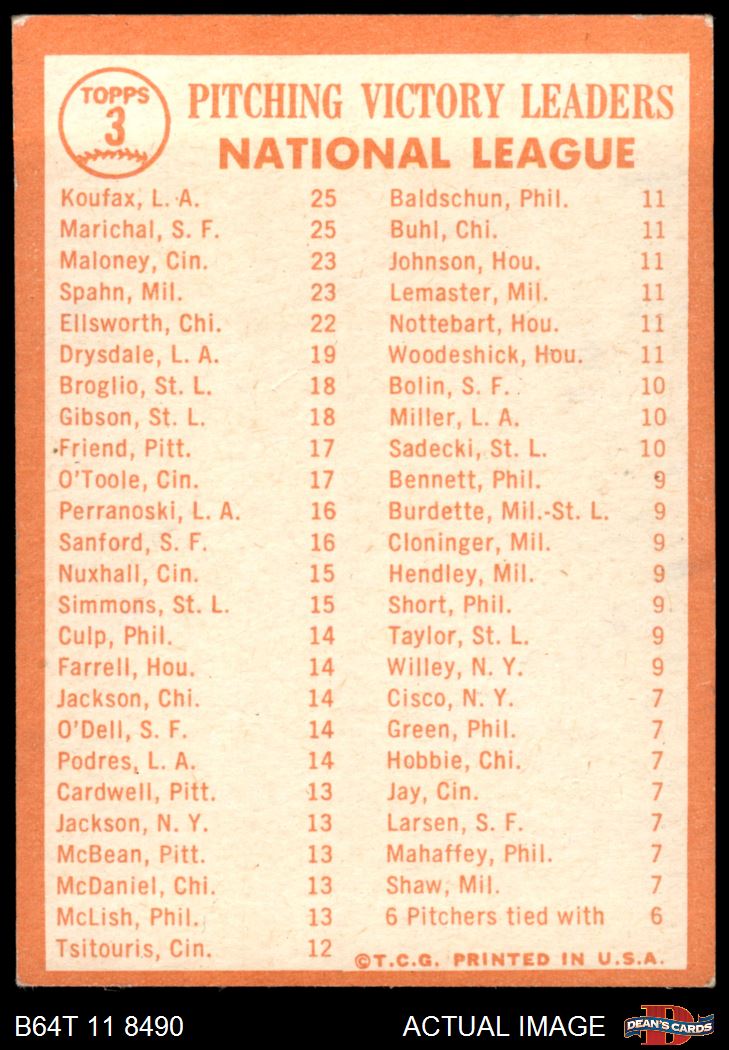 TOPPS
3
PITCHING VICTORY LEADERS
NATIONAL LEAGUE
Koufax, L. A. 25
Marichal, S. F. 25
Maloney, Cin. 23
Spahn, Mil. 23
Ellsworth, Chi. 22
Drysdale, L. A. 19
Broglio, St. L. 18
Gibson, St. L. 18
Friend, Pitt. 17
O'Toole, Cin. 17
Perranoski, L. A. 16
Sanford, S. F. 16
Nuxhall, Cin. 15
Simmons, St. L. 15
Culp, Phil. 14
Farrell, Hou. 14
Jackson, Chi. 14
O'Dell, S. F. 14
Podres, L. A. 14
Cardwell, Pitt. 13
Jackson, N. Y. 13
McBean, Pitt. 13
McDaniel, Chi. 13
McLish, Phil. 13
Tsitouris, Cin. 12
Baldschun, Phil. 11
Buhl, Chi. 11
Johnson, Hou. 11
Lemaster, Mil. 11
Nottebart, Hou. 11
Woodeshick, Hou. 11
Bolin, S. F. 10
Miller, L. A. 10
Sadecki, St. L. 10
Bennett, Phil. 9
Burdette, Mil.-St. L. 9
Cloninger, Mil. 9
Hendley, Mil. 9
Short, Phil. 9
Taylor, St. L. 9
Willey, N. Y. 9
Cisco, N. Y. 7
Green, Phil. 7
Hobbie, Chi. 7
Jay, Cin. 7
Larsen, S. F. 7
Mahaffey, Phil. 7
Shaw, Mil. 7
6 Pitchers tied with 6
©T.C.G. PRINTED IN U.S.A.
B64T 11 8490
ACTUAL IMAGE
D
DEAN'S CARDS